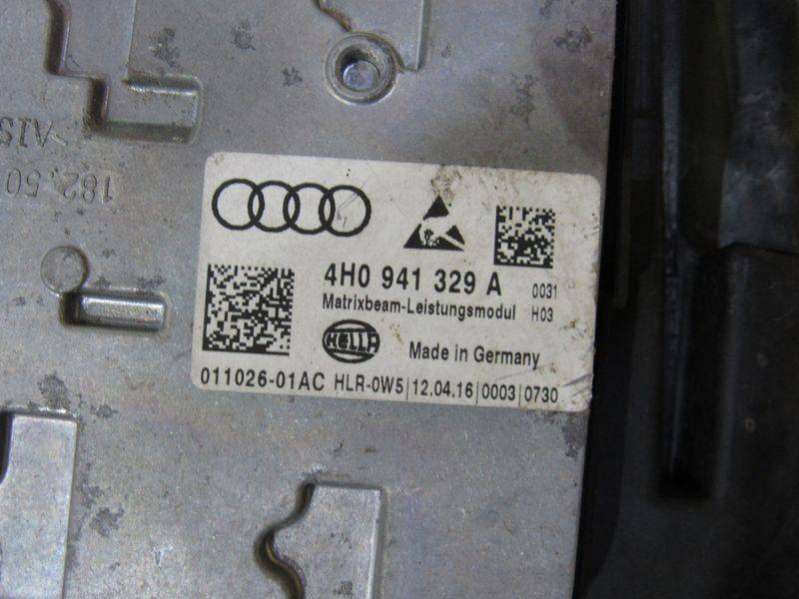 >AlS
182,50
4H0 941 329 A 0031
Matrixbeam-Leistungsmodul H03
HELLA Made in Germany
011026-01AC HLR-0W5|12.04.16|0003|0730